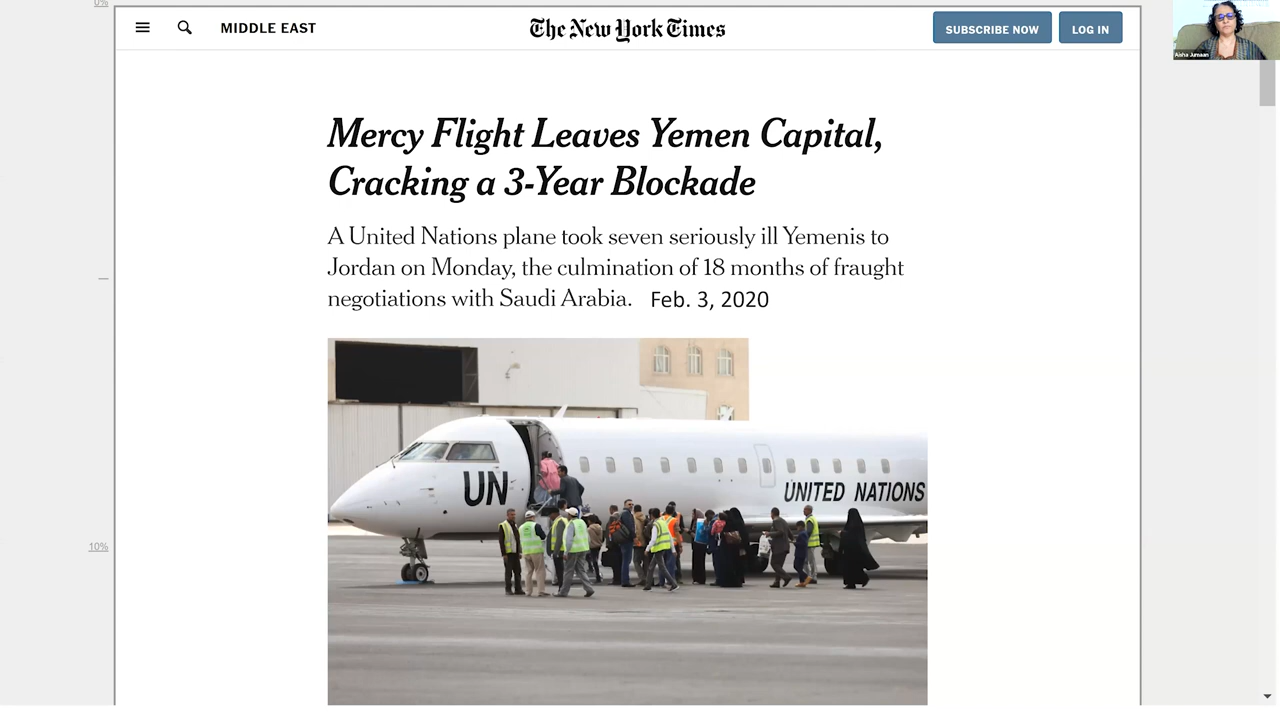 0%
MIDDLE EAST
The New York Times
SUBSCRIBE NOW
LOG IN
Aisha Jumaan
Mercy Flight Leaves Yemen Capital,
Cracking a 3-Year Blockade
A United Nations plane took seven seriously ill Yemenis to
Jordan on Monday, the culmination of 18 months of fraught
negotiations with Saudi Arabia. Feb. 3, 2020
UN
UNITED NATIONS
10%